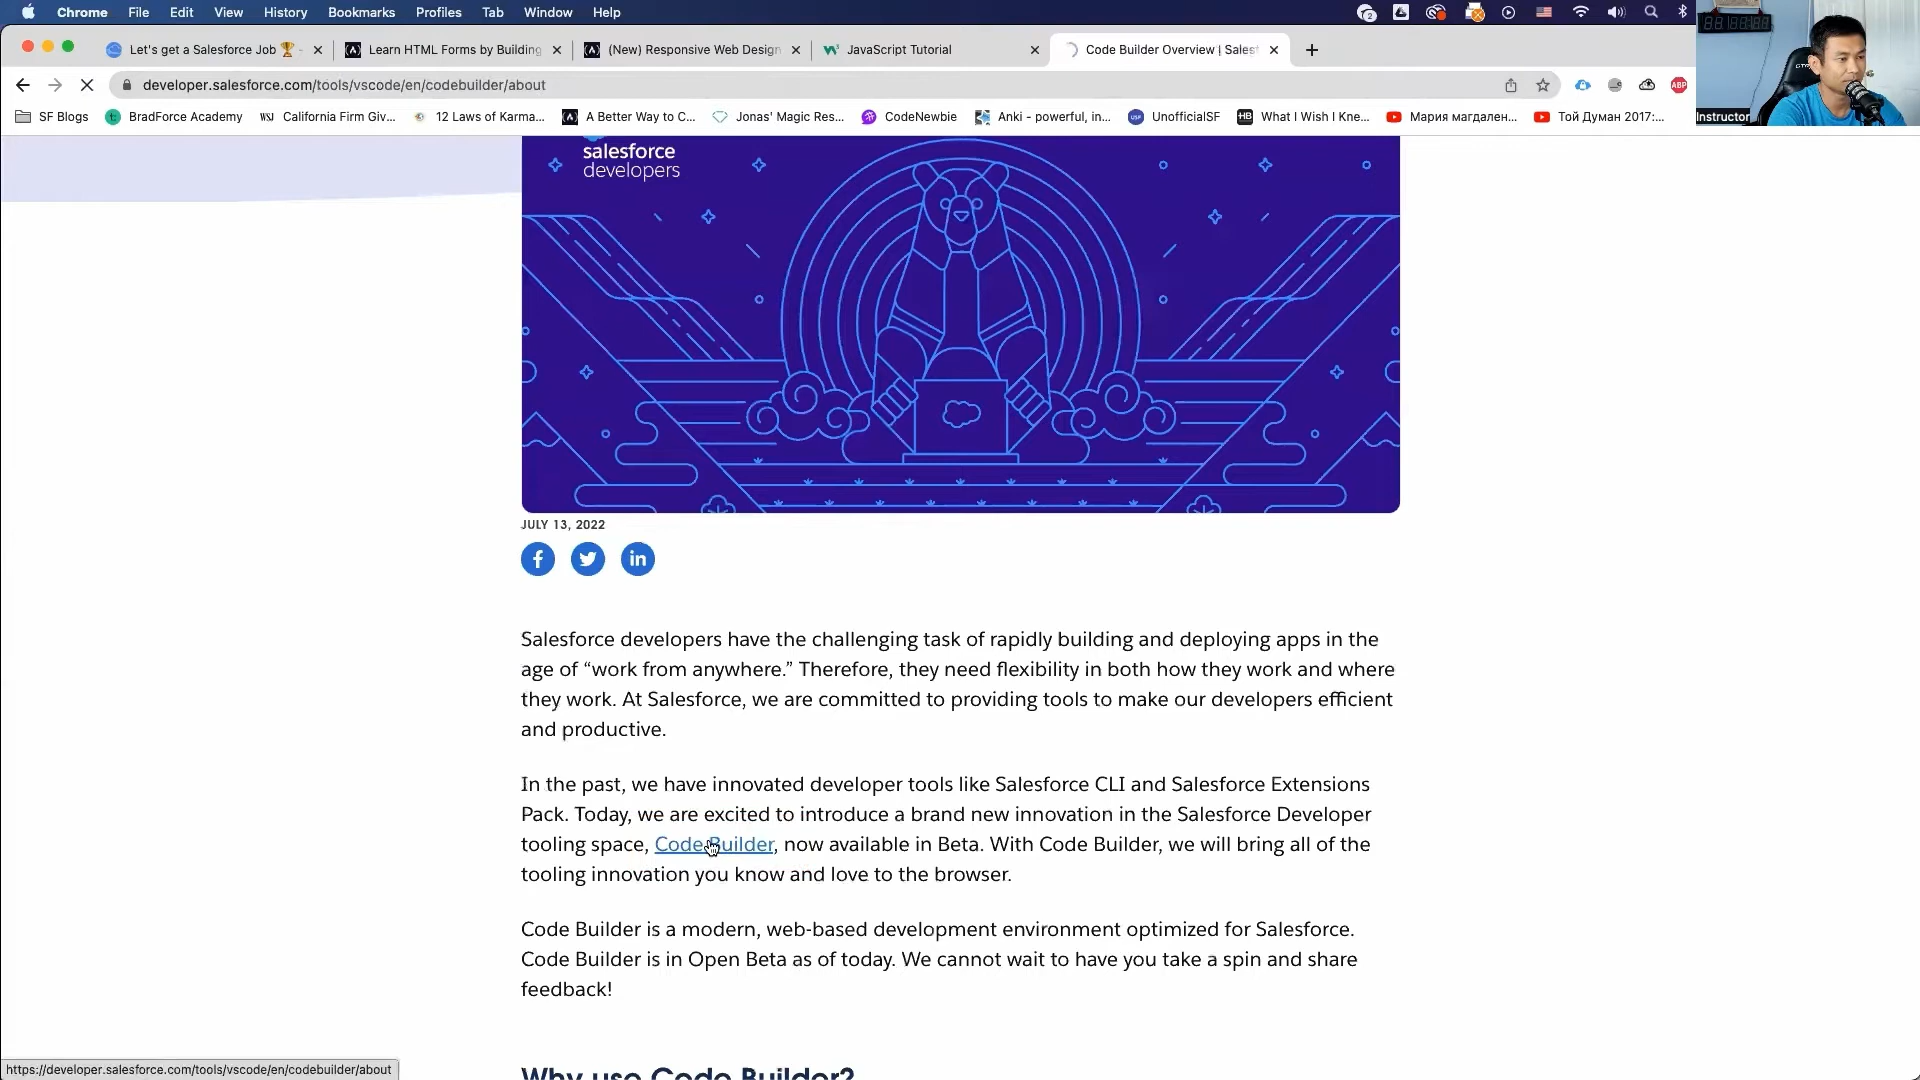 Chrome File Edit View History Bookmarks Profiles Tab Window Help
2
Let's get a Salesforce Job 🏆 -
Learn HTML Forms by Building
(New) Responsive Web Design
JavaScript Tutorial
Code Builder Overview | Salesf
developer.salesforce.com/tools/vscode/en/codebuilder/about
ABP
SF Blogs
BradForce Academy
California Firm Giv...
12 Laws of Karma...
A Better Way to C...
Jonas' Magic Res...
CodeNewbie
Anki - powerful, in...
UnofficialSF
HB What I Wish I Kne...
Мария магдален...
Той Думан 2017:...
Instructor
salesforce
developers
JULY 13, 2022
Salesforce developers have the challenging task of rapidly building and deploying apps in the
age of “work from anywhere.” Therefore, they need flexibility in both how they work and where
they work. At Salesforce, we are committed to providing tools to make our developers efficient
and productive.
In the past, we have innovated developer tools like Salesforce CLI and Salesforce Extensions
Pack. Today, we are excited to introduce a brand new innovation in the Salesforce Developer
tooling space, Code Builder, now available in Beta. With Code Builder, we will bring all of the
tooling innovation you know and love to the browser.
Code Builder is a modern, web-based development environment optimized for Salesforce.
Code Builder is in Open Beta as of today. We cannot wait to have you take a spin and share
feedback!
Why use Code Builder?
https://developer.salesforce.com/tools/vscode/en/codebuilder/about